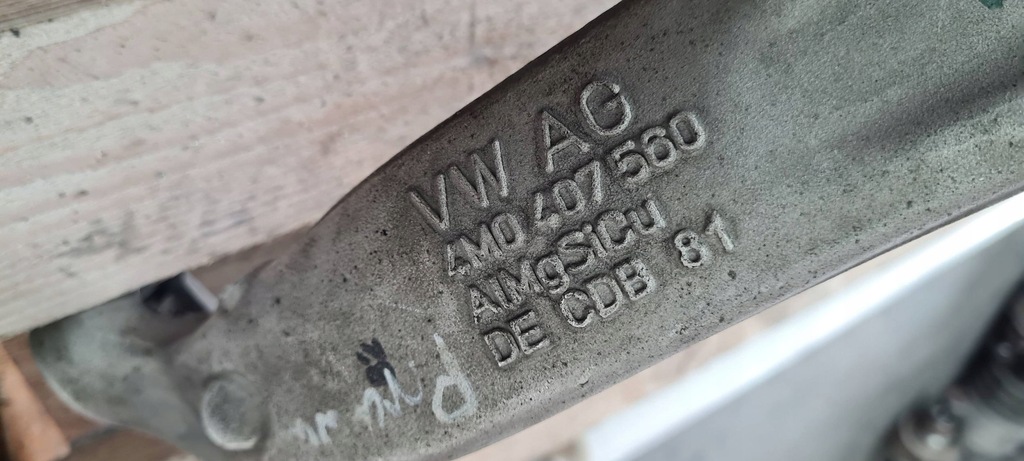 VW AG
4M0 407 560
AlMgSiCu
DE CDB 81